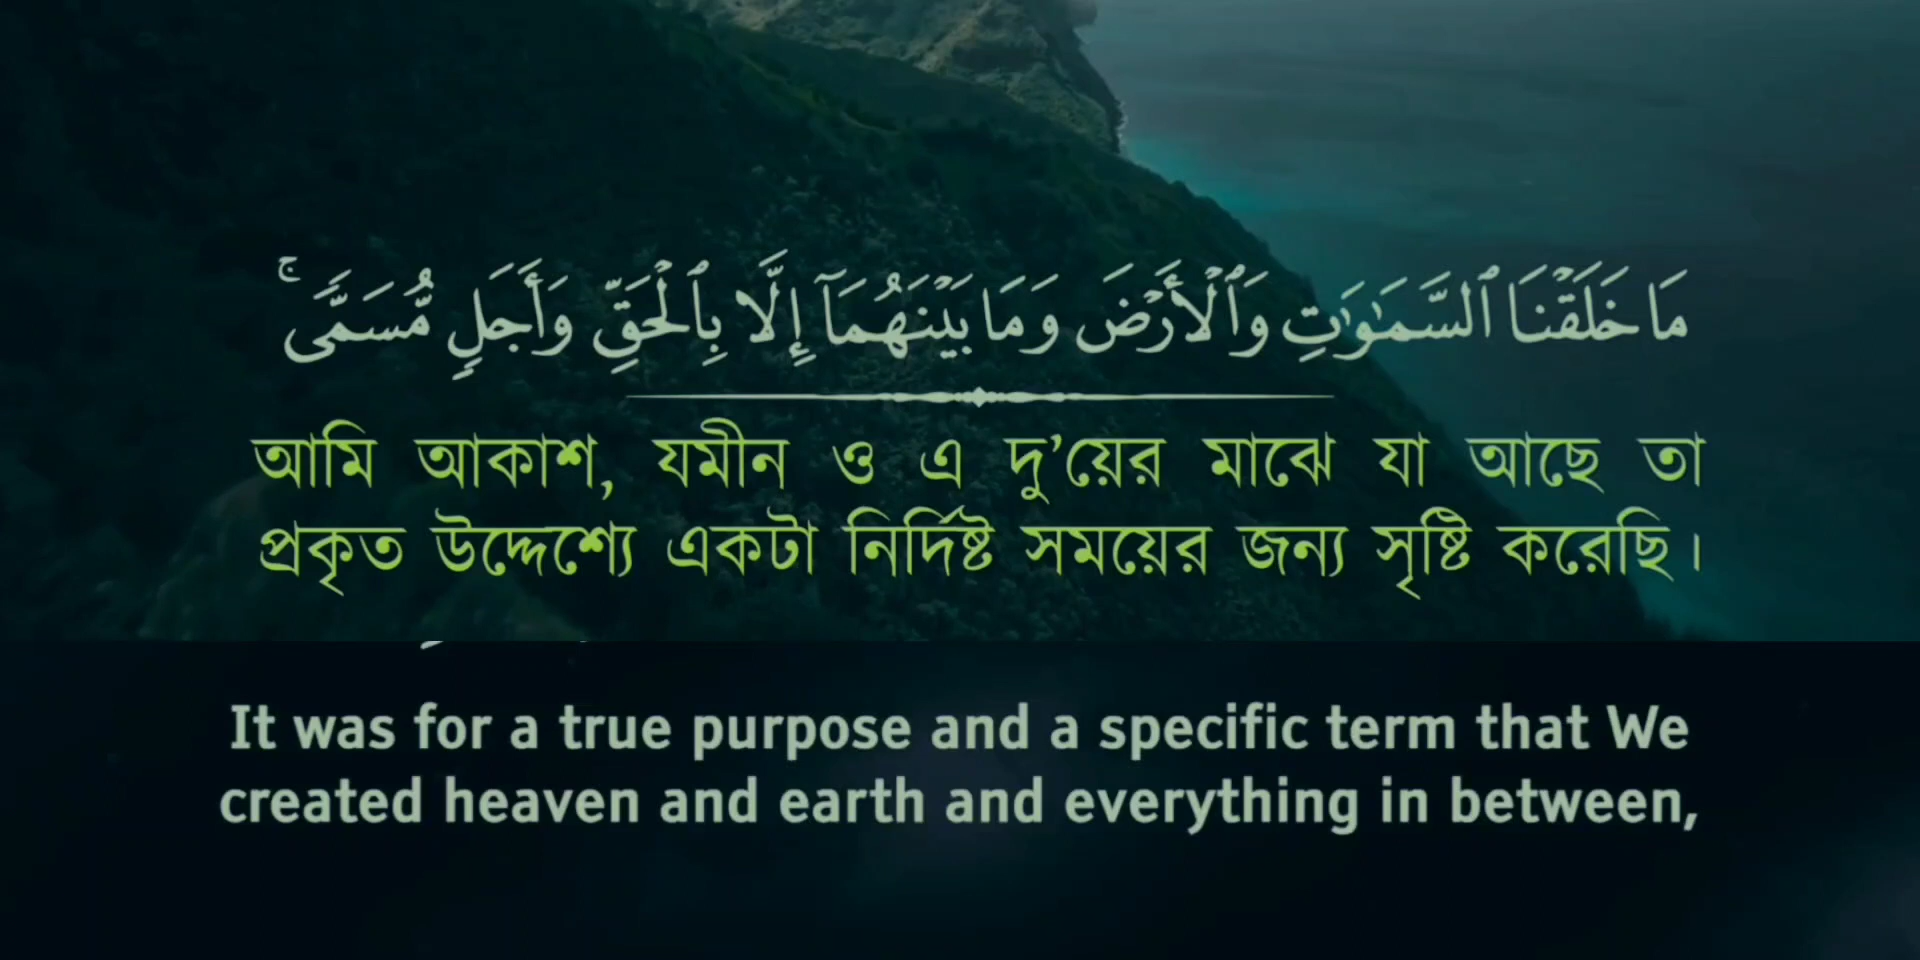 مَا خَلَقْنَا ٱلسَّمَـٰوَٰتِ وَٱلْأَرْضَ وَمَا بَيْنَهُمَآ إِلَّا بِٱلْحَقِّ وَأَجَلٍ مُّسَمًّى ۚ
আমি আকাশ, যমীন ও এ দু’য়ের মাঝে যা আছে তা
প্রকৃত উদ্দেশ্যে একটা নির্দিষ্ট সময়ের জন্য সৃষ্টি করেছি।
It was for a true purpose and a specific term that We
created heaven and earth and everything in between,